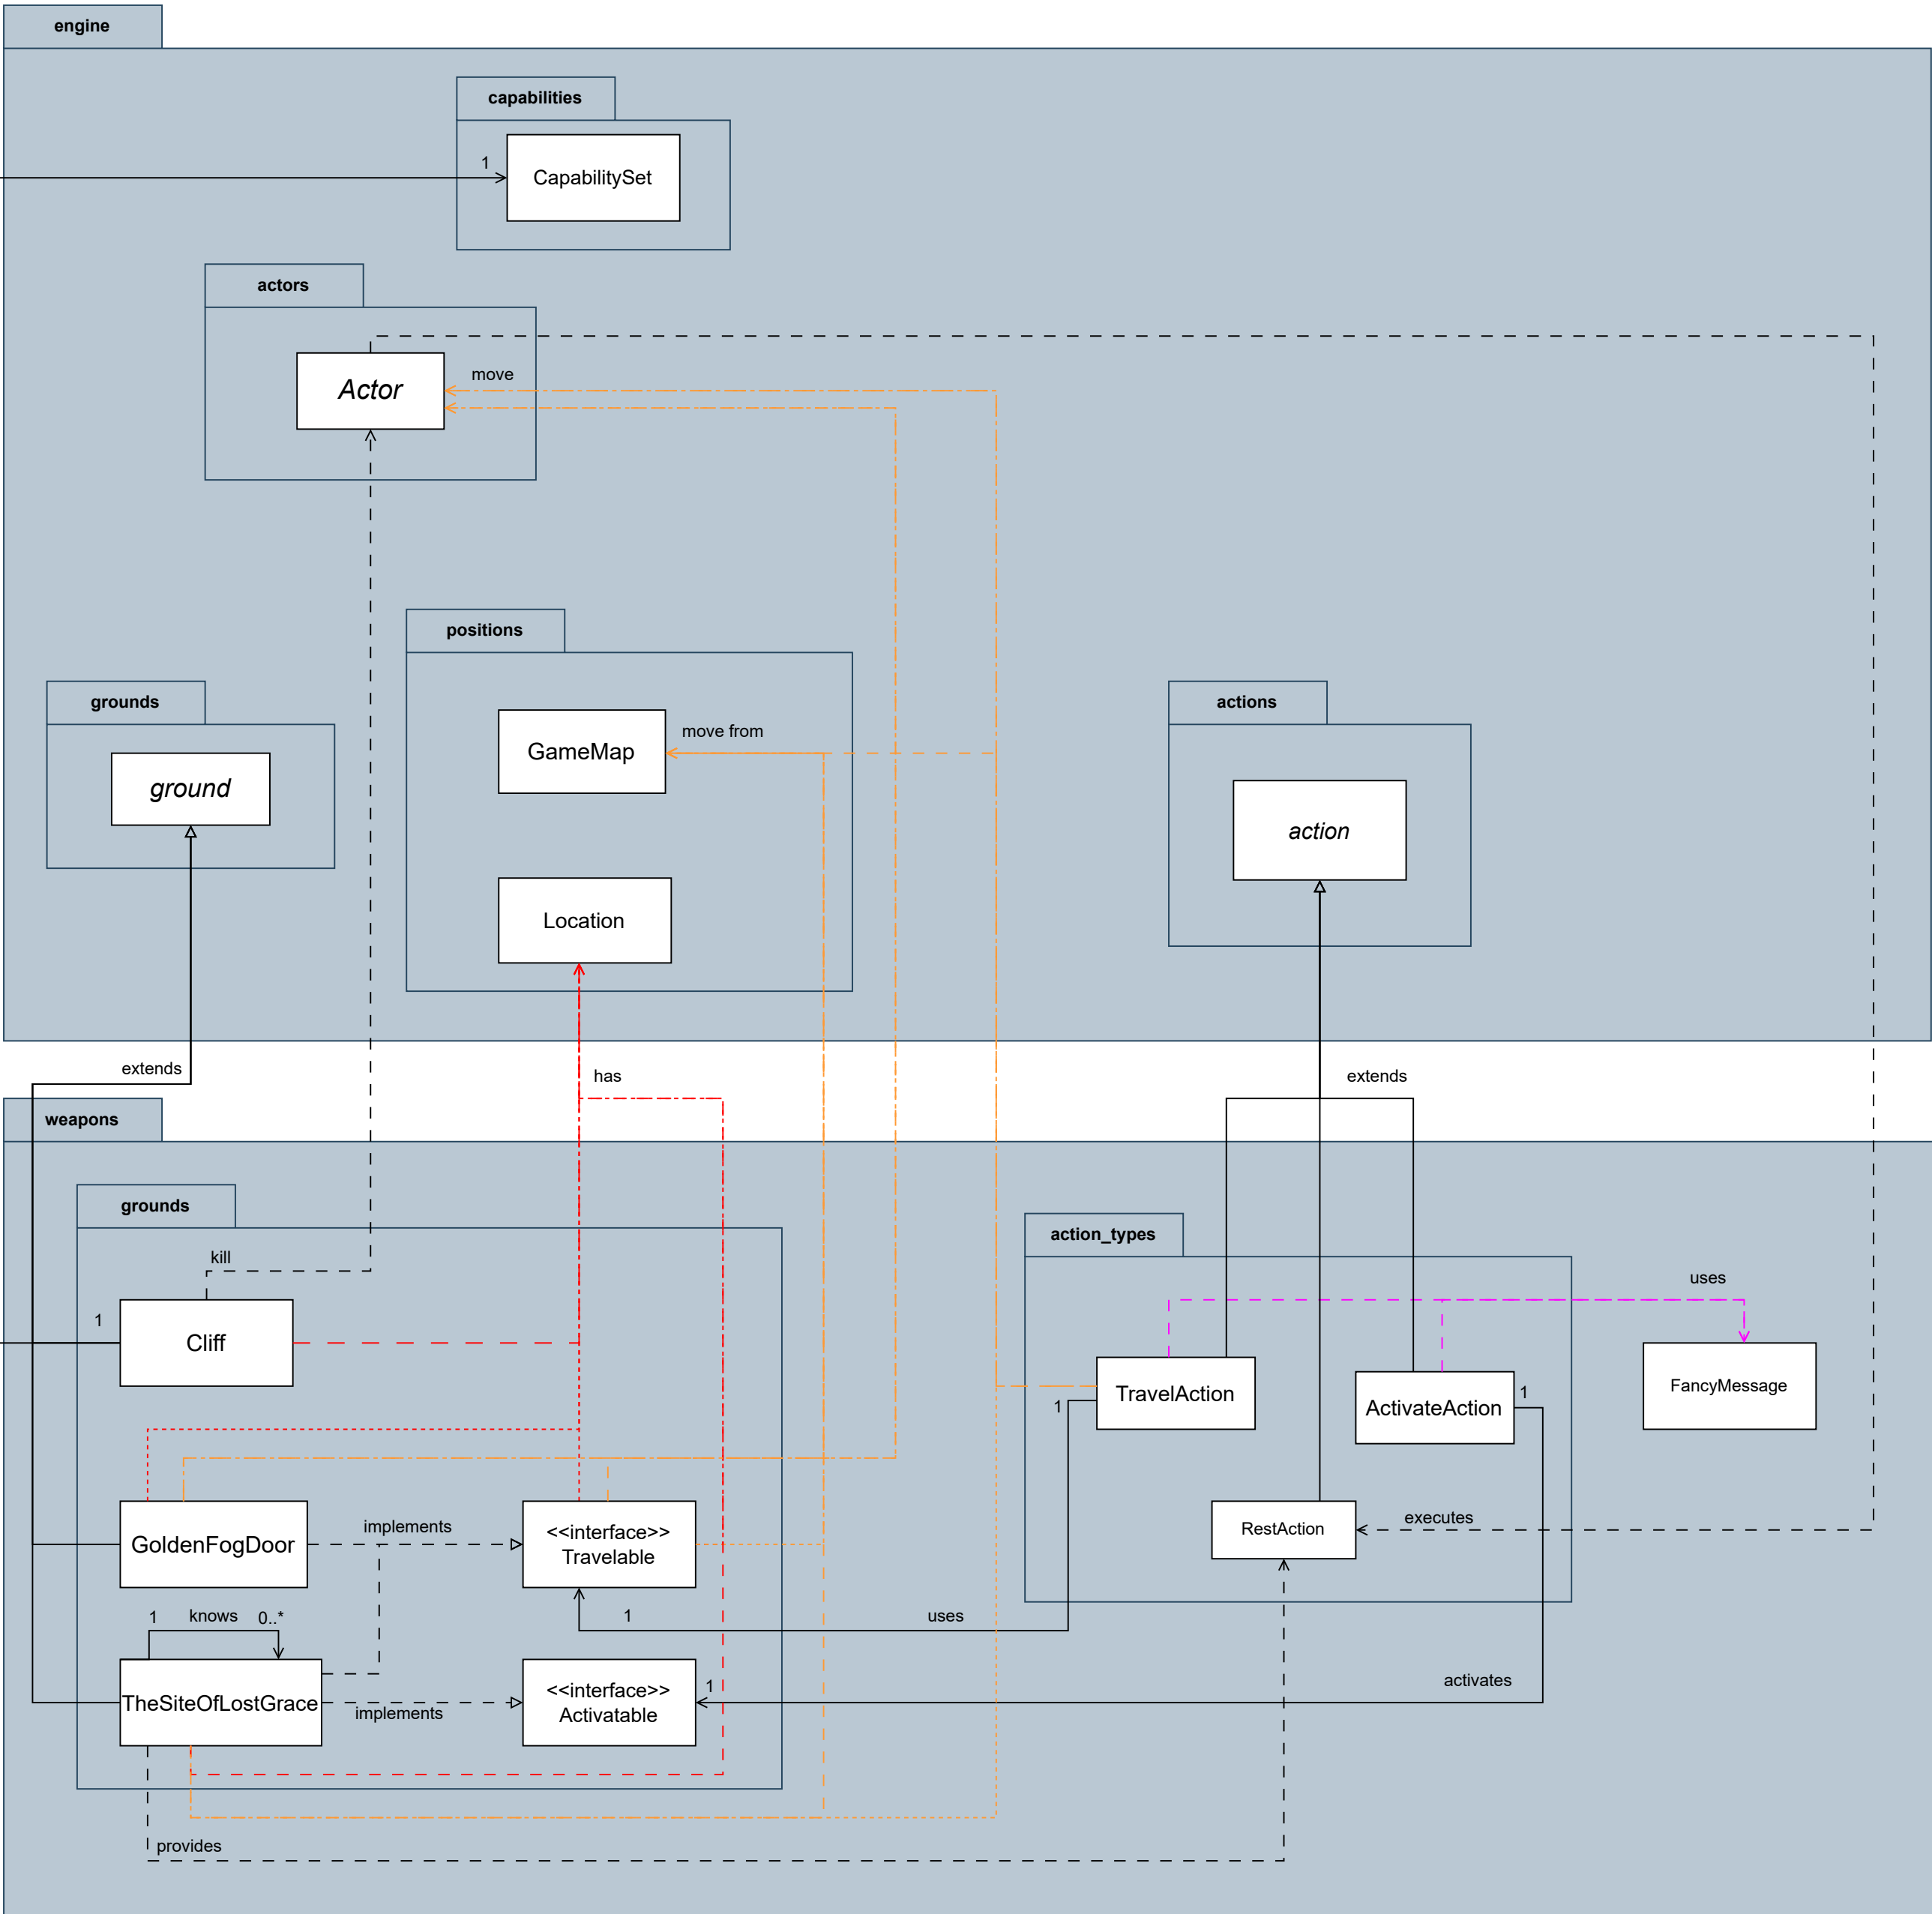 engine
capabilities
1
CapabilitySet
actors
Actor
move
positions
grounds
actions
GameMap
move from
ground
action
Location
extends
has
extends
weapons
grounds
action_types
kill
uses
1
Cliff
TravelAction
1
ActivateAction
1
FancyMessage
implements
<<interface>>
Travelable
GoldenFogDoor
RestAction
executes
1
knows
0..*
1
uses
TheSiteOfLostGrace
implements
<<interface>>
Activatable
1
activates
provides